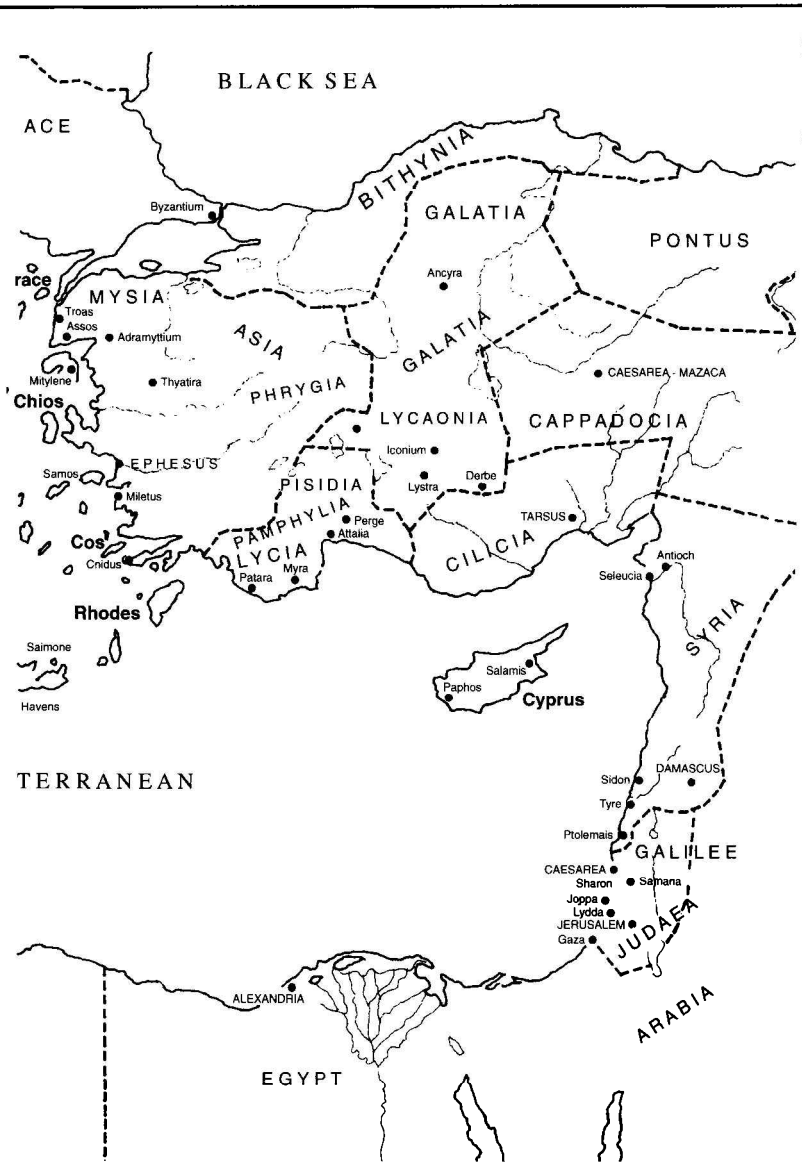 BLACK SEA
ACE
BITHYNIA
Byzantium
GALATIA
PONTUS
race
MYSIA
Ancyra
Troas
Assos
Adramyttium
ASIA
GALATIA
Mitylene
Thyatira
PHRYGIA
CAESAREA - MAZACA
Chios
LYCAONIA
CAPPADOCIA
Iconium
EPHESUS
Samos
PISIDIA
Lystra
Derbe
Miletus
PAMPHYLIA
Perge
TARSUS
Cos
Attalia
CILICIA
Cnidus
LYCIA
Antioch
Patara
Myra
Seleucia
Rhodes
SYRIA
Saimone
Salamis
Havens
Paphos
Cyprus
TERRANEAN
Sidon
DAMASCUS
Tyre
Ptolemais
GALILEE
CAESAREA
Sharon
Samaria
Joppa
Lydda
JERUSALEM
JUDAEA
Gaza
ALEXANDRIA
ARABIA
EGYPT